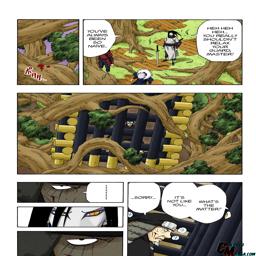 HEH HEH
HEH...
YOU REALLY
SHOULDN'T
RELAX
YOUR
GUARD,
MASTER!
YOU'VE
ALWAYS
BEEN
SO
NAIVE.
WHAT'S
THE
MATTER?
IT'S
NOT LIKE
YOU...
...SORRY...